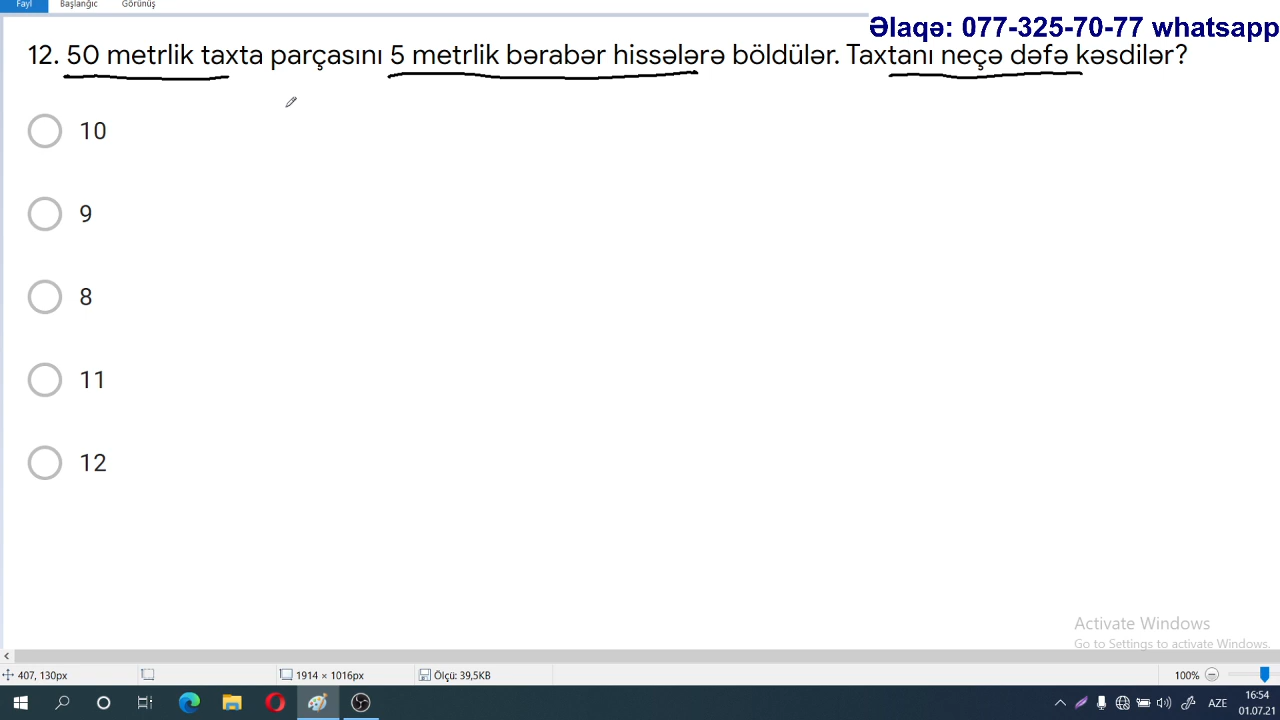 Fayl Başlanğıc Görünüş
Əlaqə: 077-325-70-77 whatsapp
12. 50 metrlik taxta parçasını 5 metrlik bərabər hissələrə böldülər. Taxtanı neçə dəfə kəsdilər?
10
9
8
11
12
Activate Windows
Go to Settings to activate Windows.
407, 130px 1914 × 1016px Ölçü: 39,5KB 100%
AZE 16:54
01.07.21